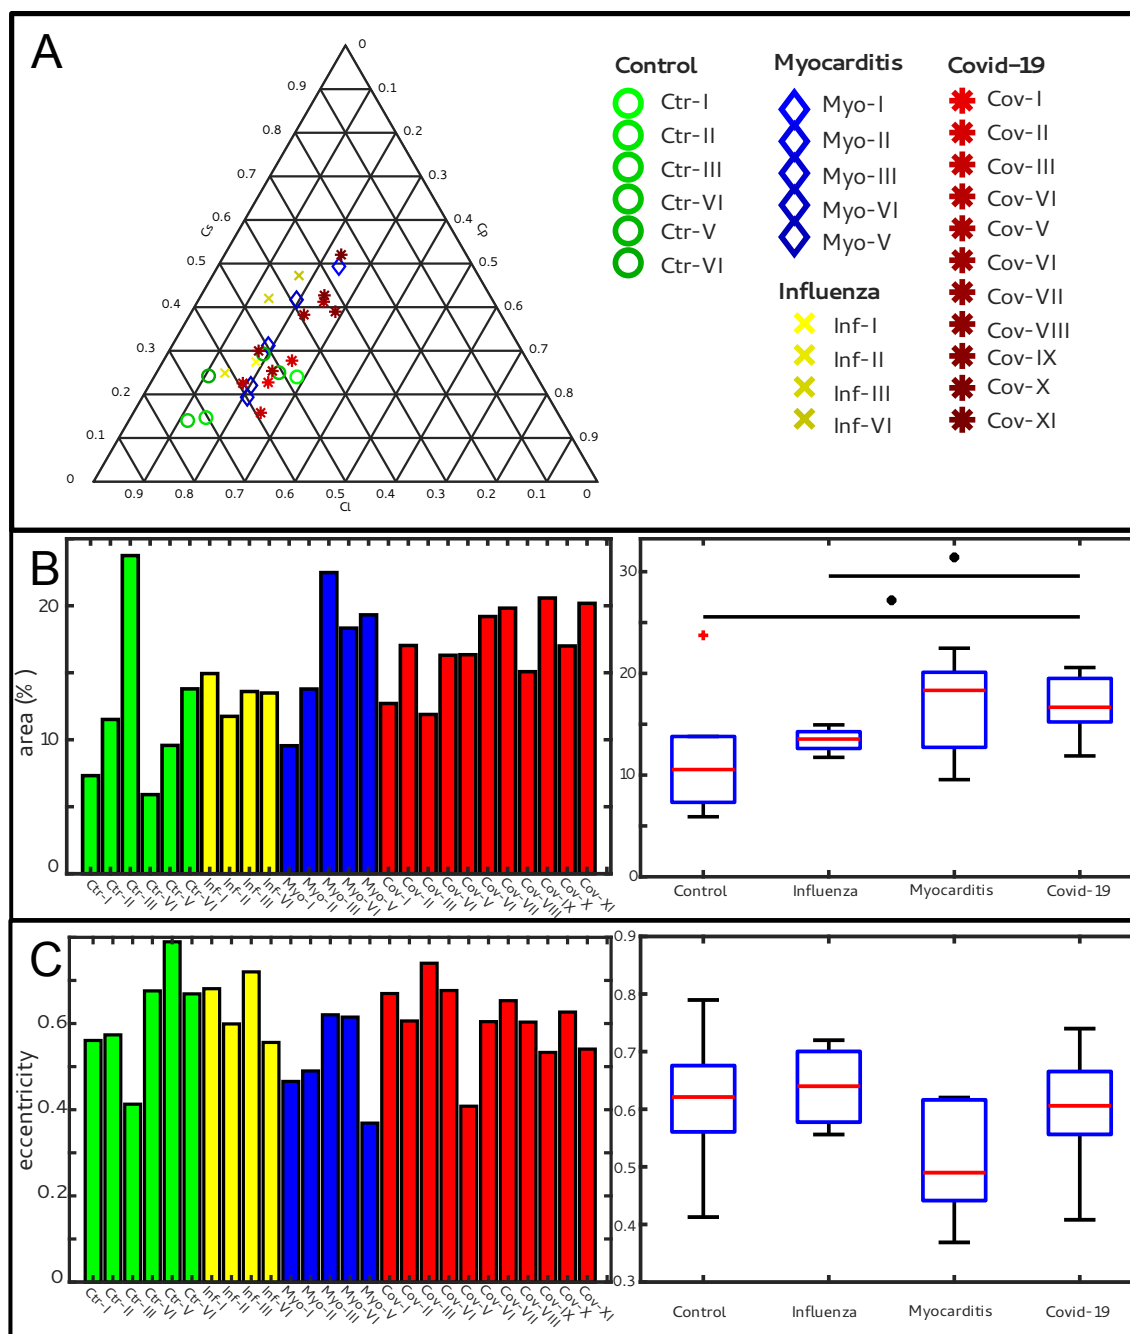 A
0
0.9
0.1
0.8
0.2
0.7
0.3
0.6
0.4
Cs
Cp
0.5
0.5
0.4
0.6
0.3
0.7
0.2
0.8
0.1
0.9
0
0.9
0.8
0.7
0.6
0.5
0.4
0.3
0.2
0.1
0
Cl
Control
Ctr-I
Ctr-II
Ctr-III
Ctr-VI
Ctr-V
Ctr-VI
Myocarditis
Myo-I
Myo-II
Myo-III
Myo-VI
Myo-V
Influenza
Inf-I
Inf-II
Inf-III
Inf-VI
Covid-19
Cov-I
Cov-II
Cov-III
Cov-VI
Cov-V
Cov-VI
Cov-VII
Cov-VIII
Cov-IX
Cov-X
Cov-XI
B
area (% )
20
10
0
Ctr-I
Ctr-II
Ctr-III
Ctr-VI
Ctr-V
Ctr-VI
Inf-I
Inf-II
Inf-III
Inf-VI
Myo-I
Myo-II
Myo-III
Myo-VI
Myo-V
Cov-I
Cov-II
Cov-III
Cov-VI
Cov-V
Cov-VI
Cov-VII
Cov-VIII
Cov-IX
Cov-X
Cov-XI
30
20
10
0
Control
Influenza
Myocarditis
Covid-19
C
eccentricity
0.6
0.4
0.2
0
Ctr-I
Ctr-II
Ctr-III
Ctr-VI
Ctr-V
Ctr-VI
Inf-I
Inf-II
Inf-III
Inf-VI
Myo-I
Myo-II
Myo-III
Myo-VI
Myo-V
Cov-I
Cov-II
Cov-III
Cov-VI
Cov-V
Cov-VI
Cov-VII
Cov-VIII
Cov-IX
Cov-X
Cov-XI
0.9
0.8
0.7
0.6
0.5
0.4
0.3
Control
Influenza
Myocarditis
Covid-19